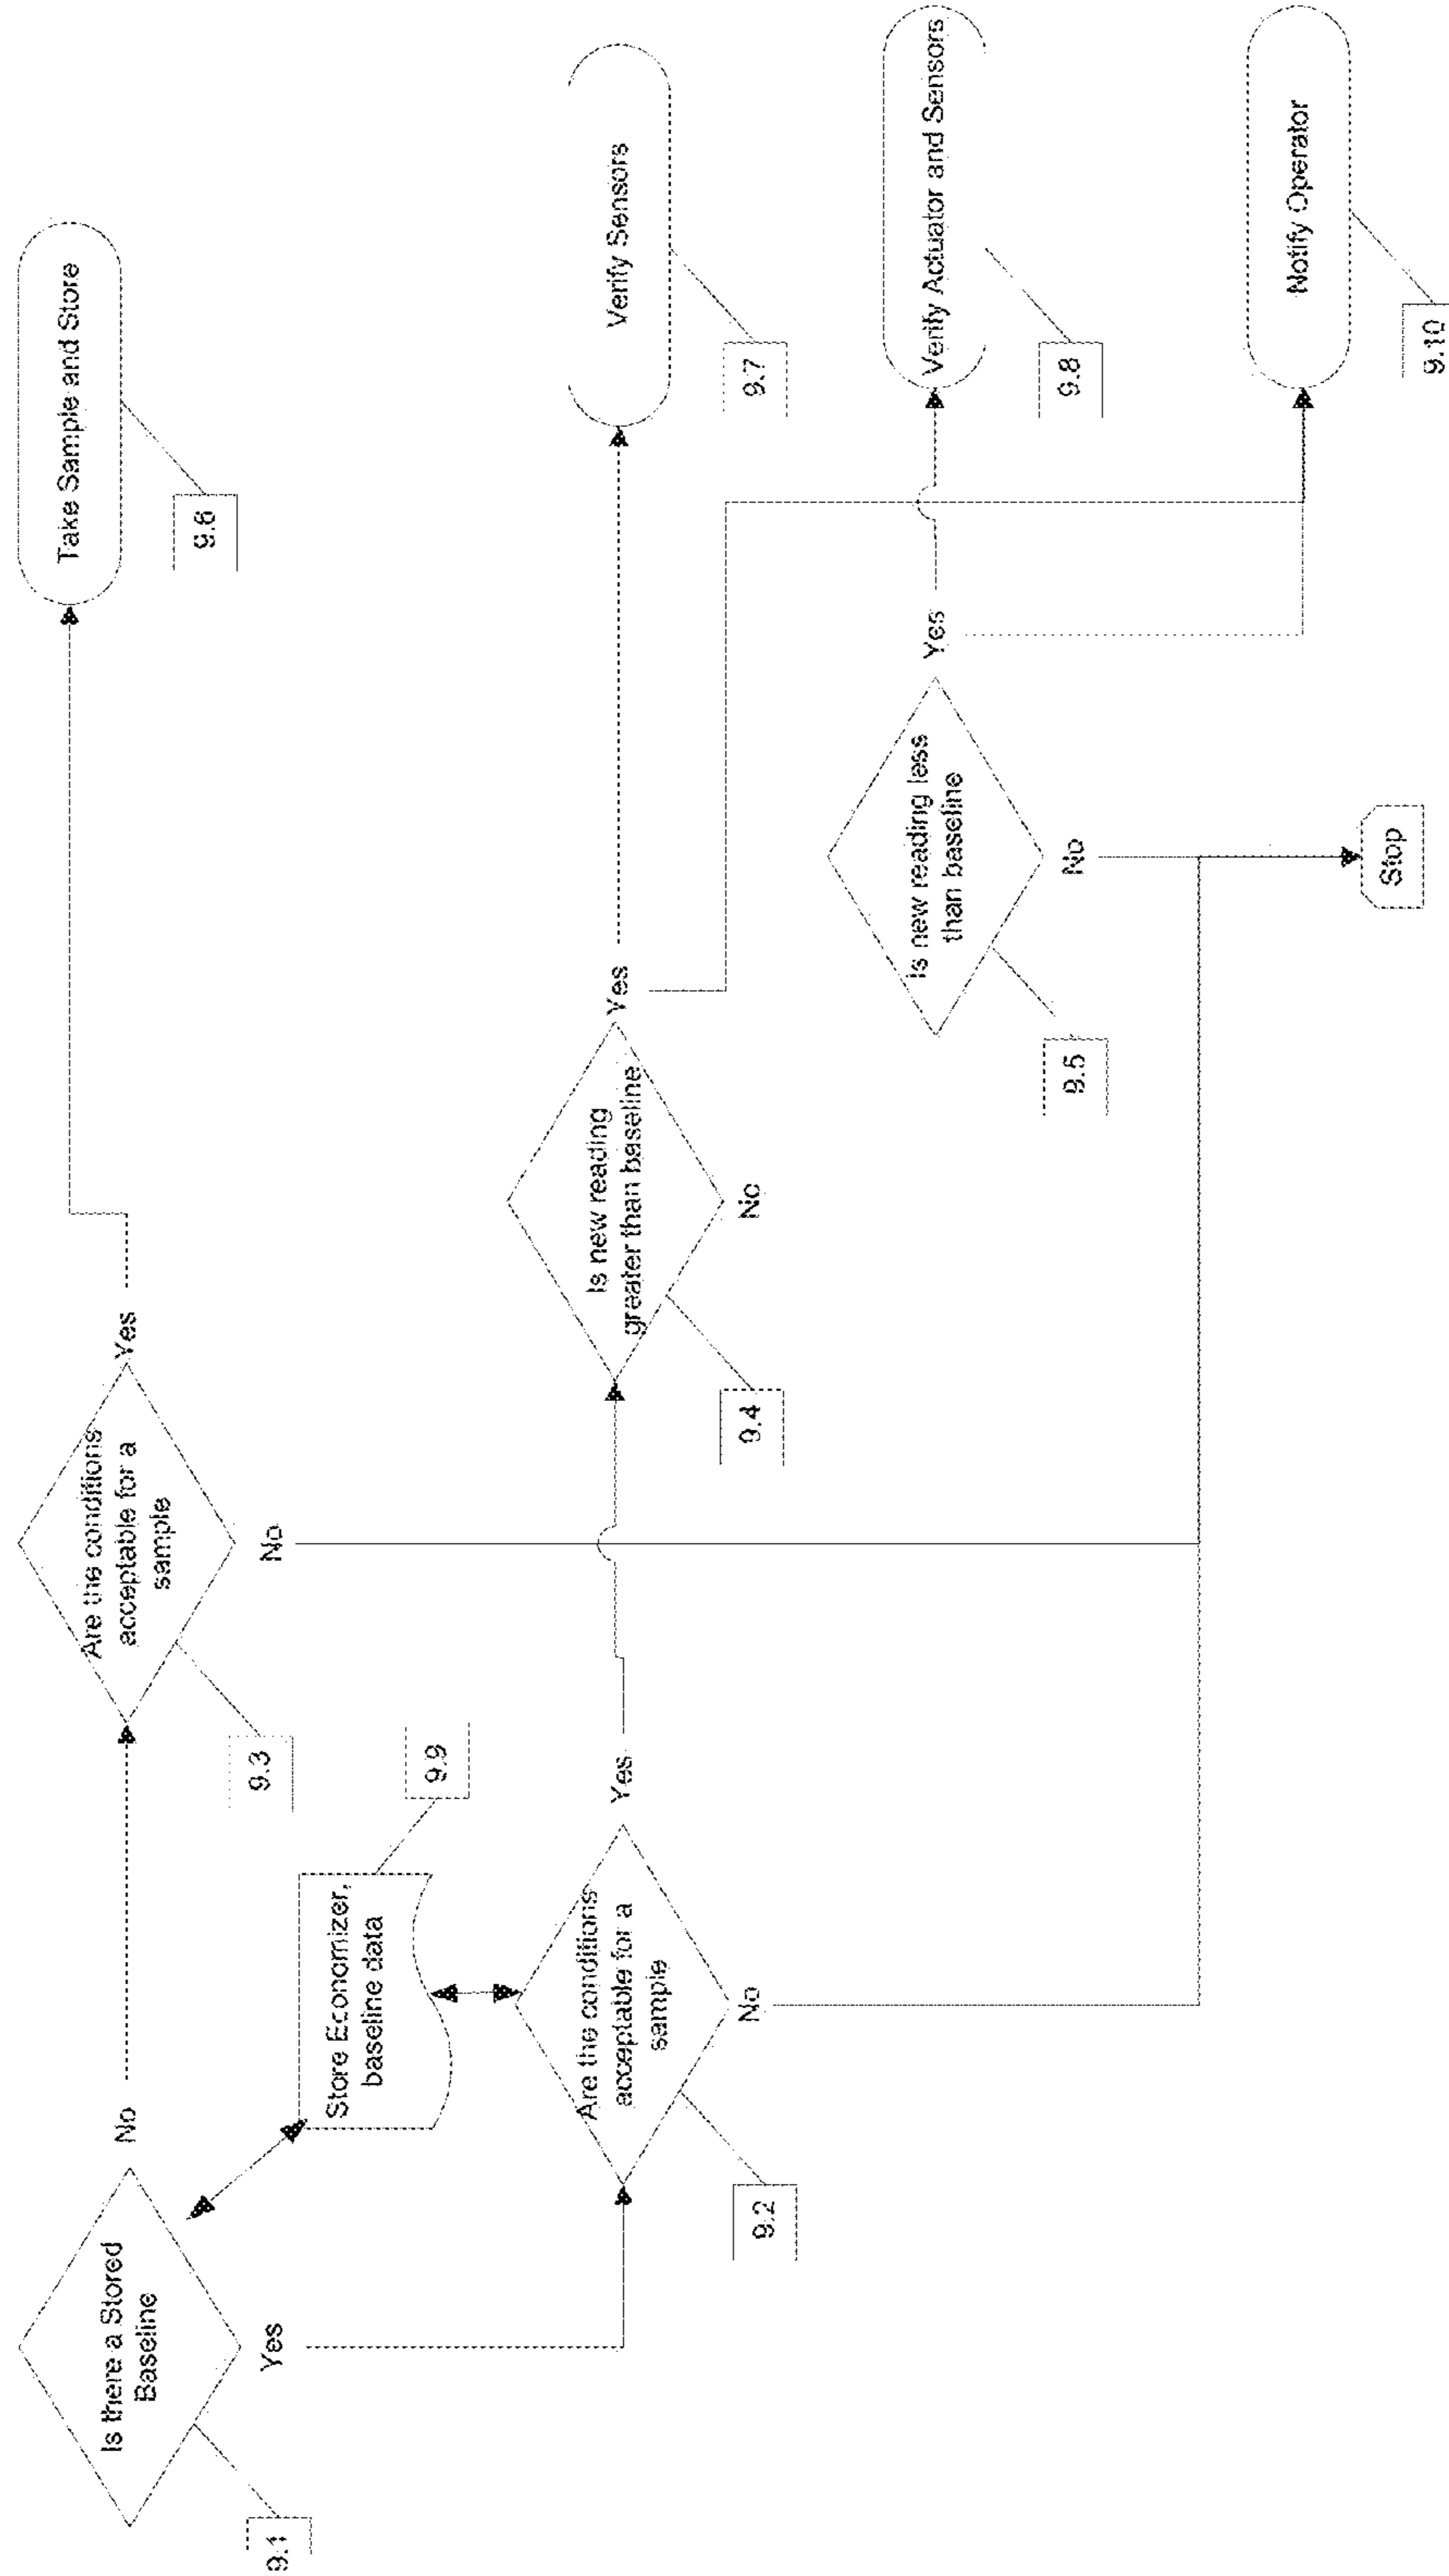 Is there a Stored
Baseline
9.1
No
Yes
Are the conditions
acceptable for a
sample
9.3
Yes
No
Take Sample and Store
9.6
Store Economizer,
baseline data
9.9
Are the conditions
acceptable for a
sample
9.2
Yes
No
Is new reading
greater than baseline
9.4
Yes
No
Verify Sensors
9.7
Is new reading less
than baseline
9.5
Yes
No
Verify Actuator and Sensors
9.8
Notify Operator
9.10
Stop